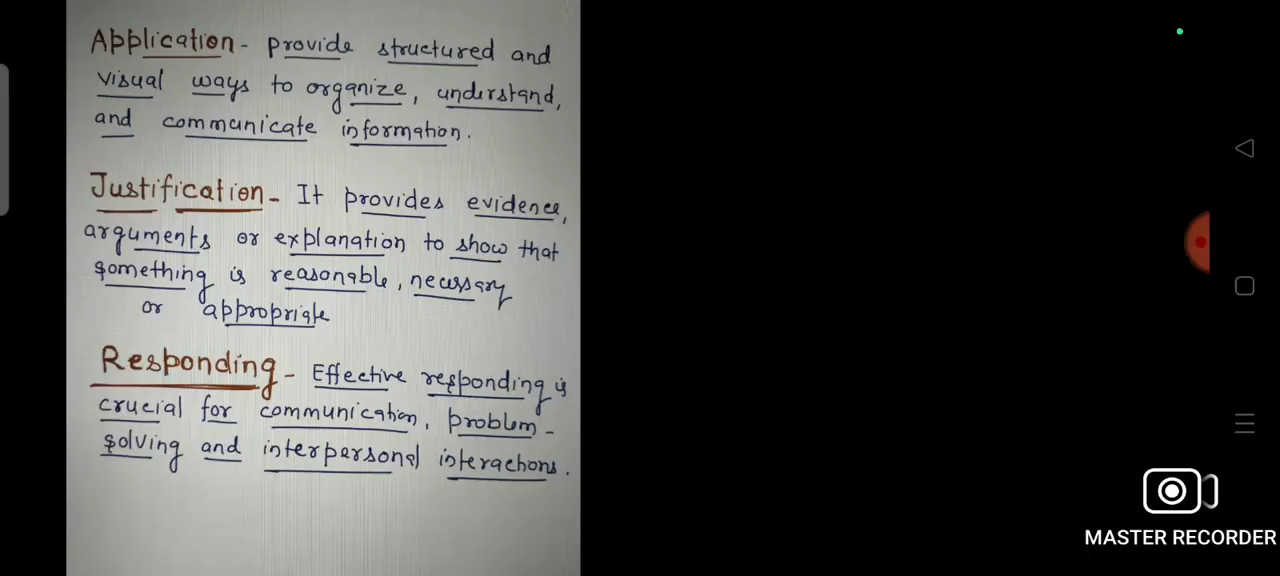 Application - provide structured and
visual ways to organize, understand,
and communicate information.
Justification - It provides evidence,
arguments or explanation to show that
something is reasonable, necessary
or appropriate
Responding - Effective responding is
crucial for communication, problem-
solving and interpersonal interactions.
MASTER RECORDER